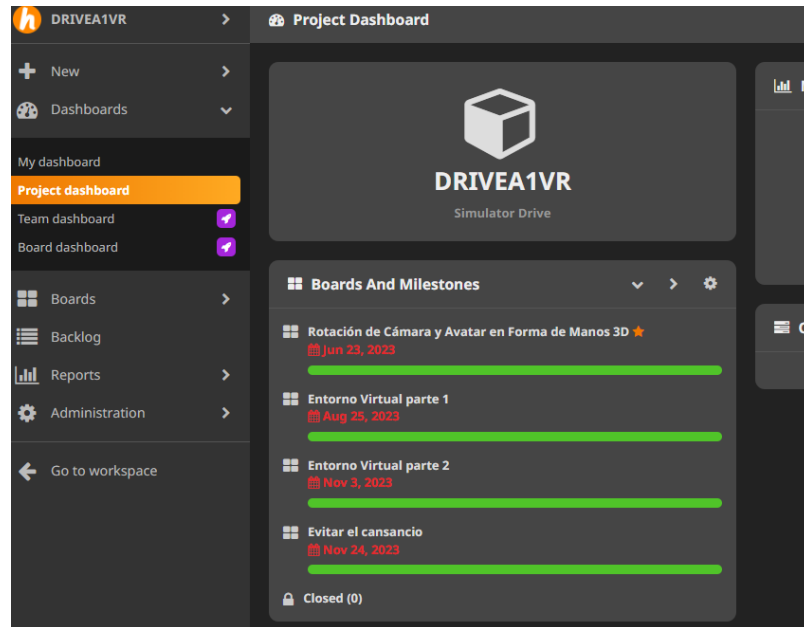 DRIVEA1VR
New
Dashboards
My dashboard
Project dashboard
Team dashboard
Board dashboard
Boards
Backlog
Reports
Administration
Go to workspace
Project Dashboard
DRIVEA1VR
Simulator Drive
Boards And Milestones
Rotación de Cámara y Avatar en Forma de Manos 3D
Jun 23, 2023
Entorno Virtual parte 1
Aug 25, 2023
Entorno Virtual parte 2
Nov 3, 2023
Evitar el cansancio
Nov 24, 2023
Closed (0)